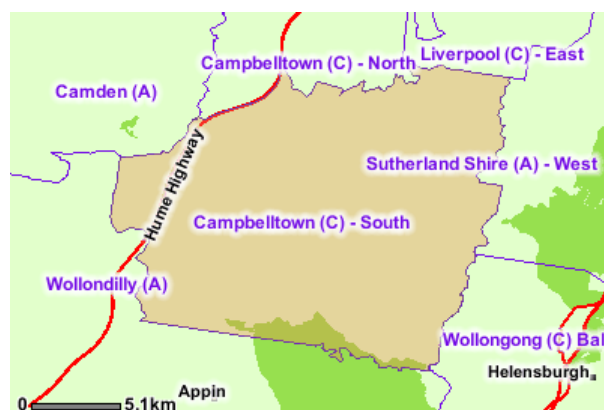 Liverpool (C) - East
Campbelltown (C) - North
Camden (A)
Hume Highway
Sutherland Shire (A) - West
Campbelltown (C) - South
Wollondilly (A)
Wollongong (C) Bal
Helensburgh
Appin
0 5.1km